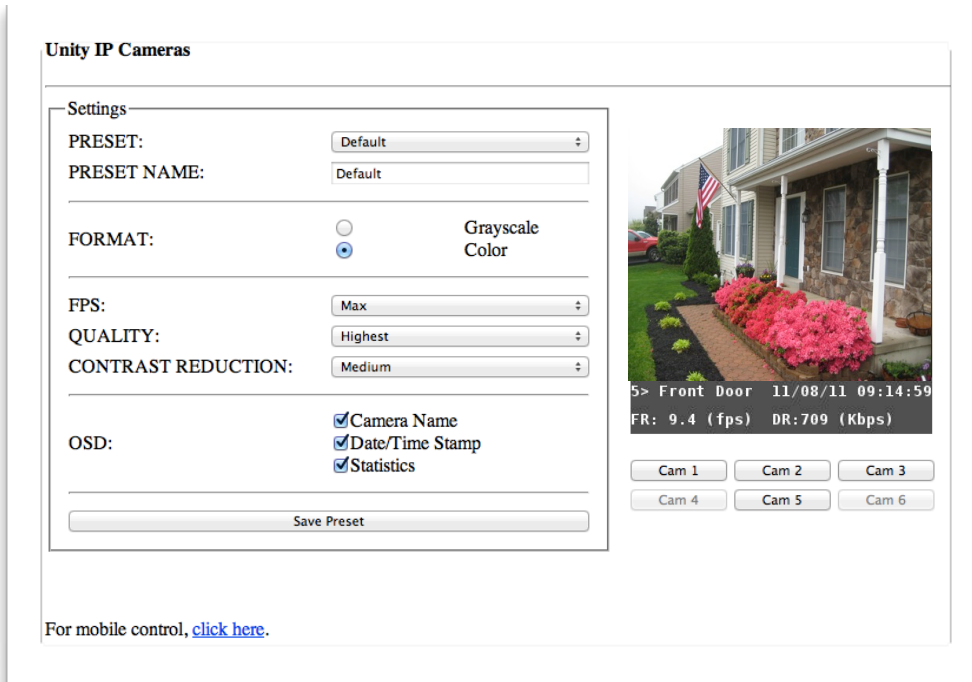 Unity IP Cameras
Settings
PRESET: Default
PRESET NAME: Default
FORMAT:
Grayscale
Color
FPS: Max
QUALITY: Highest
CONTRAST REDUCTION: Medium
OSD:
Camera Name
Date/Time Stamp
Statistics
Save Preset
5> Front Door 11/08/11 09:14:59
FR: 9.4 (fps) DR:709 (Kbps)
Cam 1 Cam 2 Cam 3
Cam 4 Cam 5 Cam 6
For mobile control, click here.